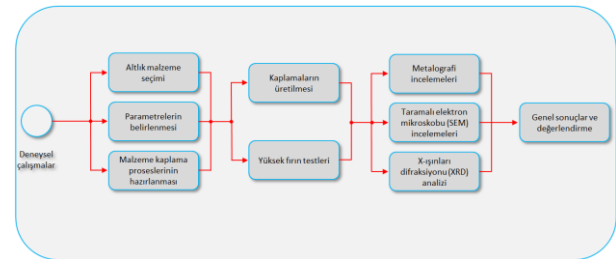 Deneysel
çalışmalar
Altlık malzeme
seçimi
Parametrelerin
belirlenmesi
Malzeme kaplama
proseslerinin
hazırlanması
Kaplamaların
üretilmesi
Yüksek fırın testleri
Metalografi
incelemeleri
Taramalı elektron
mikroskobu (SEM)
incelemeleri
X-ışınları
difraksiyonu (XRD)
analizi
Genel sonuçlar ve
değerlendirme